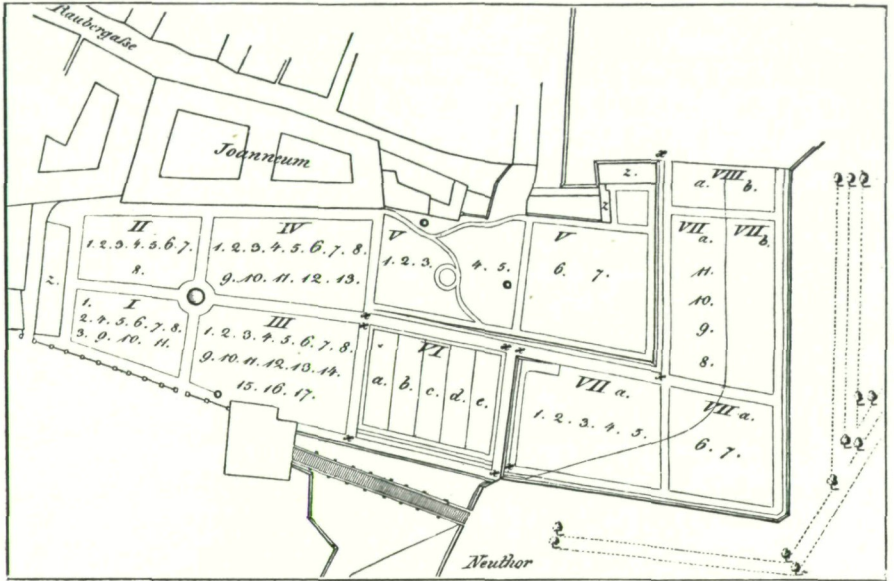 Raubergaße
Joanneum
z.
VIII
a. b.
z
II
1. 2. 3. 4. 5. 6. 7.
8.
IV
1. 2. 3. 4. 5. 6. 7. 8.
9. 10. 11. 12. 13.
V
1. 2. 3.
4. 5.
V
6. 7.
VII a.
VII b.
11.
10.
9.
8.
z.
I
1.
2. 4. 5. 6. 7. 8.
3. 9. 10. 11.
III
1. 2. 3. 4. 5. 6. 7. 8.
9. 10. 11. 12. 13. 14.
15. 16. 17.
VI
a. b. c. d. e.
VII a.
1. 2. 3. 4. 5.
VII a.
6. 7.
Neuthor